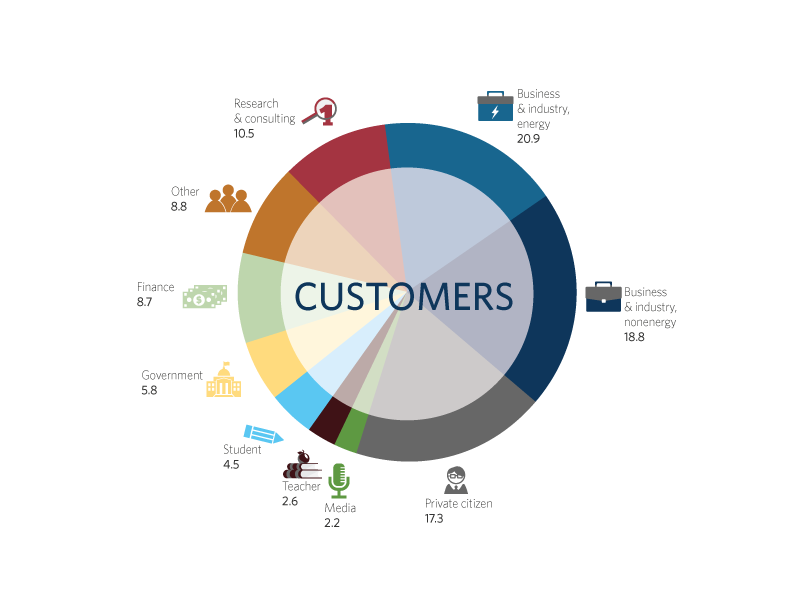 Business
& industry,
energy
20.9
Research
& consulting
10.5
1
Other
8.8
Finance
8.7
$
CUSTOMERS
Business
& industry,
nonenergy
18.8
Government
5.8
Student
4.5
Teacher
2.6
Media
2.2
Private citizen
17.3